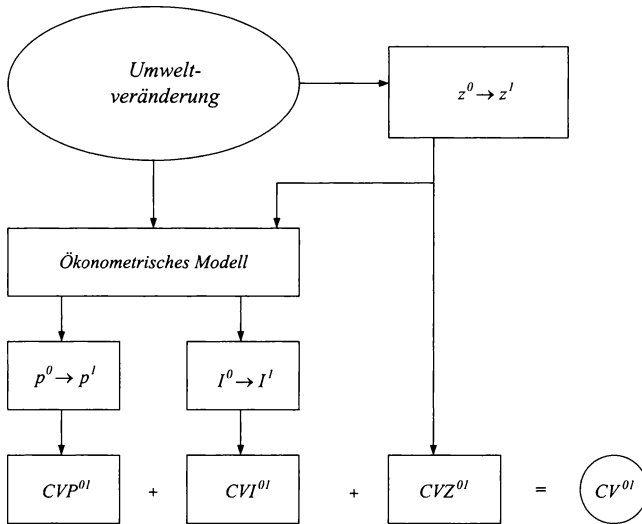 Umwelt-
veränderung
z⁰ → z¹
Ökonometrisches Modell
p⁰ → p¹
I⁰ → I¹
CVP⁰¹ + CVI⁰¹ + CVZ⁰¹ = CV⁰¹